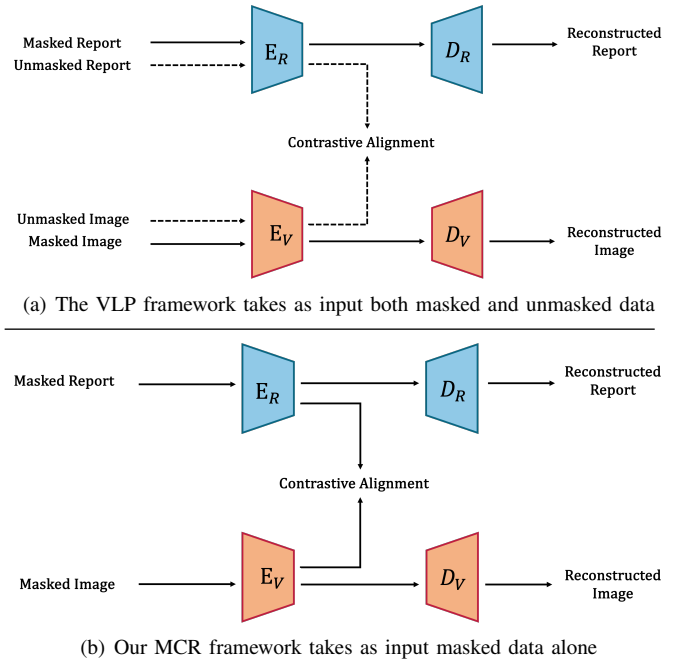 Masked Report
Unmasked Report
E_R
D_R
Reconstructed
Report
Contrastive Alignment
Unmasked Image
Masked Image
E_V
D_V
Reconstructed
Image
(a) The VLP framework takes as input both masked and unmasked data
Masked Report
E_R
D_R
Reconstructed
Report
Contrastive Alignment
Masked Image
E_V
D_V
Reconstructed
Image
(b) Our MCR framework takes as input masked data alone